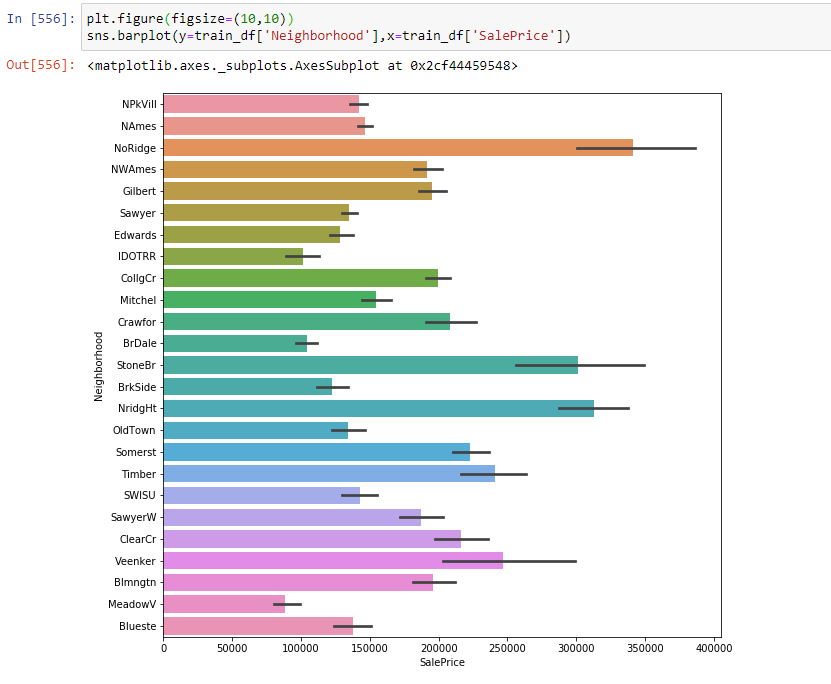 In [556]: plt.figure(figsize=(10,10))
sns.barplot(y=train_df['Neighborhood'],x=train_df['SalePrice'])
Out[556]: <matplotlib.axes._subplots.AxesSubplot at 0x2cf44459548>
NPkVill
NAmes
NoRidge
NWAmes
Gilbert
Sawyer
Edwards
IDOTRR
CollgCr
Mitchel
Crawfor
BrDale
StoneBr
BrkSide
NridgHt
OldTown
Somerst
Timber
SWISU
SawyerW
ClearCr
Veenker
Blmngtn
MeadowV
Blueste
Neighborhood
0 50000 100000 150000 200000 250000 300000 350000 400000
SalePrice